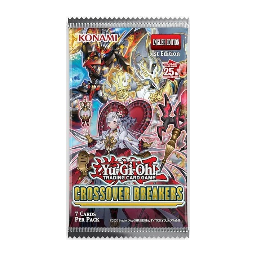 KONAMI
1st Edition
25th
Yu-Gi-Oh!
TRADING CARD GAME
CROSSOVER BREAKERS
7 CARDS
PER PACK